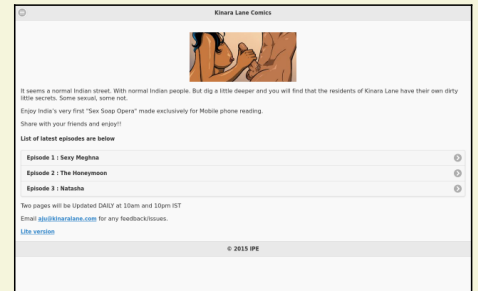 Kinara Lane Comics
It seems a normal Indian street. With normal Indian people. But dig a little deeper and you will find that the residents of Kinara Lane have their own dirty
little secrets. Some sexual, some not.
Enjoy India's very first "Sex Soap Opera" made exclusively for Mobile phone reading.
Share with your friends and enjoy!!
List of latest episodes are below
Episode 1 : Sexy Meghna
Episode 2 : The Honeymoon
Episode 3 : Natasha
Two pages will be Updated DAILY at 10am and 10pm IST
Email aju@kinaralane.com for any feedback/issues.
Lite version
© 2015 IPE